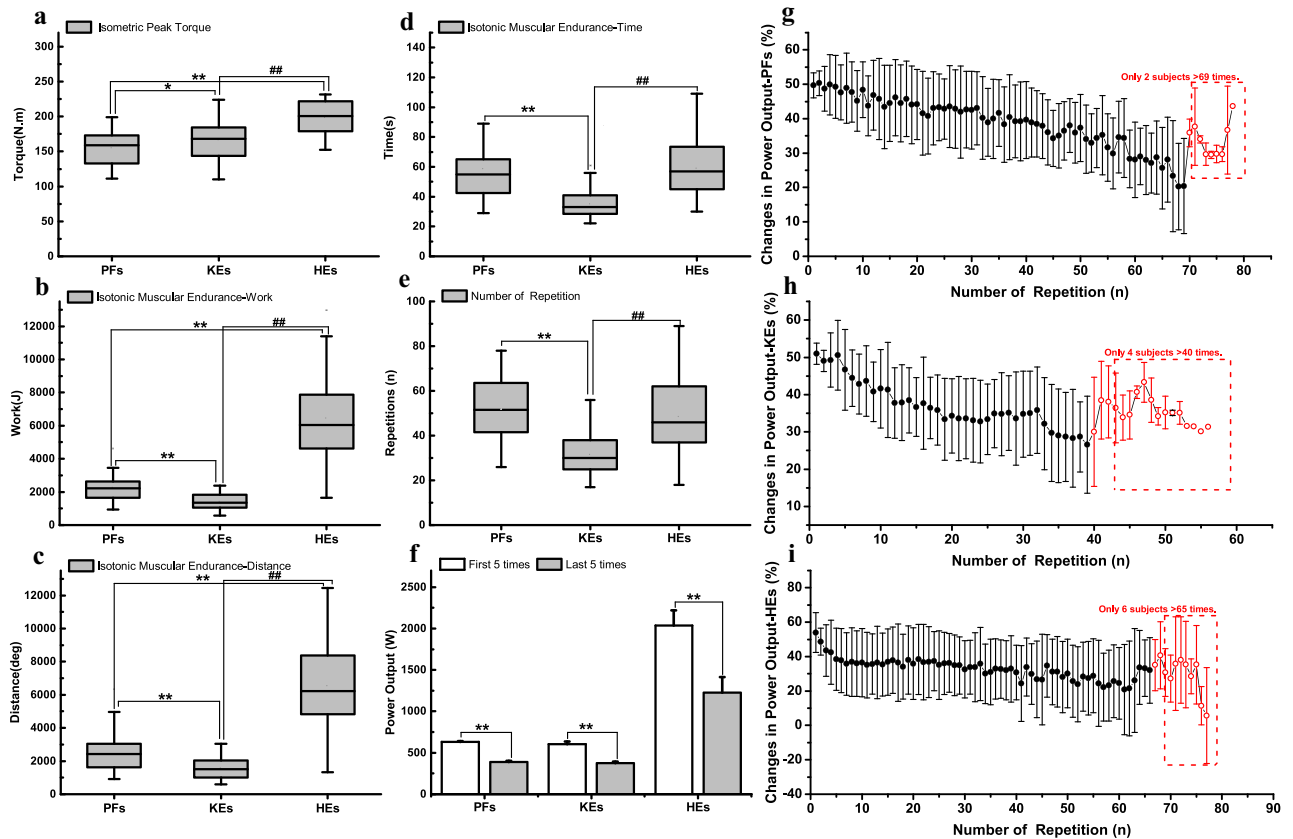 a
Isometric Peak Torque
Torque(N.m)
300
250
200
150
100
50
0
**
*
##
PFs
KEs
HEs
b
Isotonic Muscular Endurance-Work
Work(J)
12000
10000
8000
6000
4000
2000
0
**
##
**
PFs
KEs
HEs
c
Isotonic Muscular Endurance-Distance
Distance(deg)
12000
10000
8000
6000
4000
2000
0
**
##
**
PFs
KEs
HEs
d
Isotonic Muscular Endurance-Time
Time(s)
140
120
100
80
60
40
20
0
**
##
PFs
KEs
HEs
e
Number of Repetition
Repetitions (n)
100
80
60
40
20
0
**
##
PFs
KEs
HEs
f
First 5 times
Last 5 times
Power Output (W)
2500
2000
1500
1000
500
0
**
**
**
PFs
KEs
HEs
g
Changes in Power Output-PFs (%)
70
60
50
40
30
20
10
0
Only 2 subjects >69 times.
0 10 20 30 40 50 60 70 80
Number of Repetition (n)
h
Changes in Power Output-KEs (%)
60
50
40
30
20
10
Only 4 subjects >40 times.
0 10 20 30 40 50 60
Number of Repetition (n)
i
Changes in Power Output-HEs (%)
100
80
60
40
20
0
-20
-40
Only 6 subjects >65 times.
0 10 20 30 40 50 60 70 80 90
Number of Repetition (n)